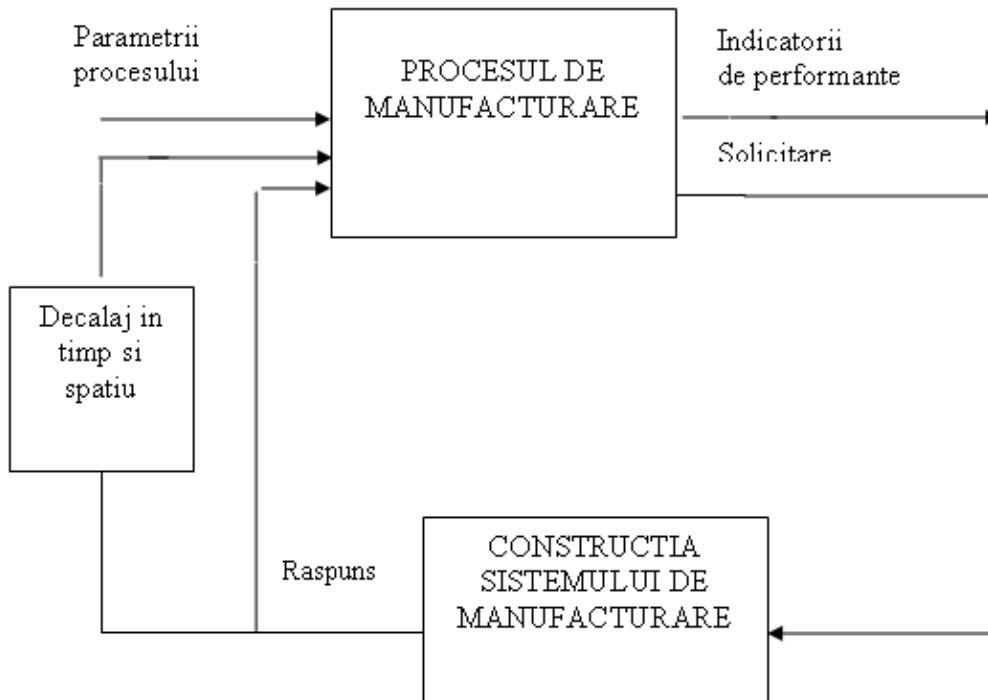 Parametrii
procesului
PROCESUL DE
MANUFACTURARE
Indicatorii
de performante
Solicitare
Decalaj in
timp si
spatiu
Raspuns
CONSTRUCTIA
SISTEMULUI DE
MANUFACTURARE